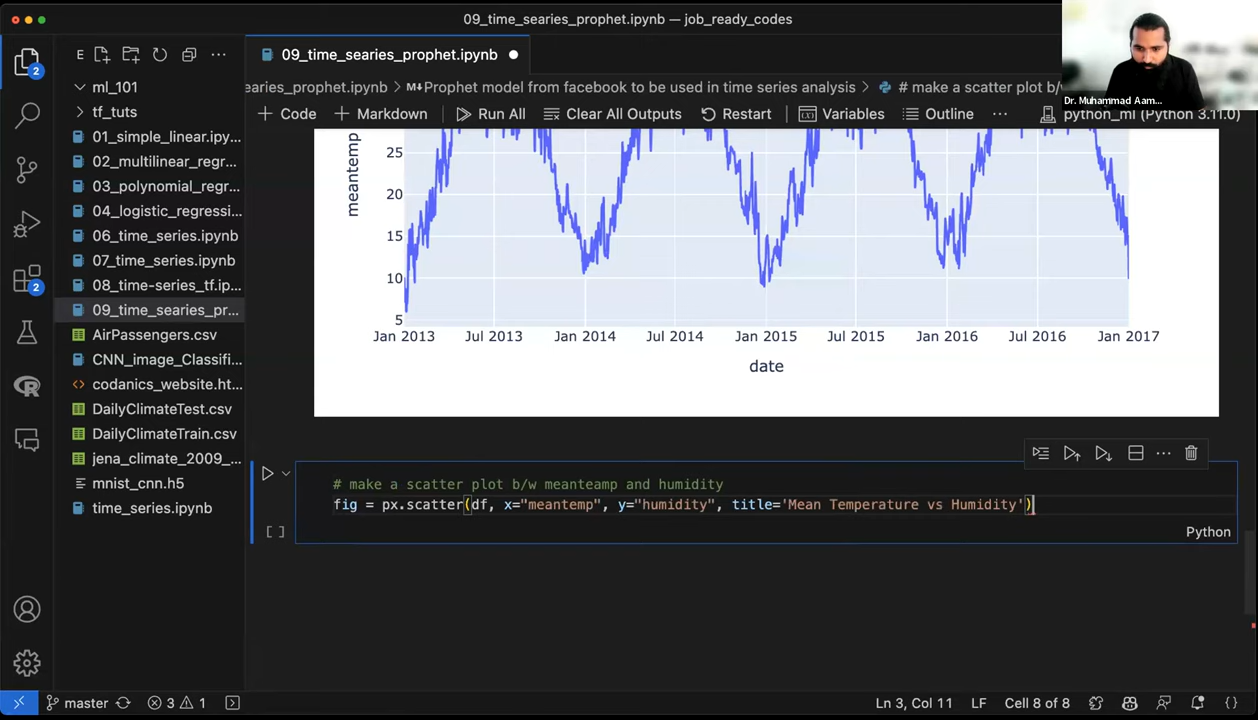 09_time_searies_prophet.ipynb — job_ready_codes
E
09_time_searies_prophet.ipynb
Dr. Muhammad Aam...
ml_101
tf_tuts
01_simple_linear.ipy...
02_multilinear_regr...
03_polynomial_regr...
04_logistic_regressi...
06_time_series.ipynb
07_time_series.ipynb
08_time-series_tf.ip...
09_time_searies_pr...
AirPassengers.csv
CNN_image_Classifi...
codanics_website.ht...
DailyClimateTest.csv
DailyClimateTrain.csv
jena_climate_2009_...
mnist_cnn.h5
time_series.ipynb
2
2
earies_prophet.ipynb > M↓Prophet model from facebook to be used in time series analysis > # make a scatter plot b/
+ Code + Markdown Run All Clear All Outputs Restart Variables Outline ... python_ml (Python 3.11.0)
meantemp
25
20
15
10
5
Jan 2013 Jul 2013 Jan 2014 Jul 2014 Jan 2015 Jul 2015 Jan 2016 Jul 2016 Jan 2017
date
# make a scatter plot b/w meanteamp and humidity
fig = px.scatter(df, x="meantemp", y="humidity", title='Mean Temperature vs Humidity')
[ ]
Python
master 3 1 Ln 3, Col 11 LF Cell 8 of 8 {}